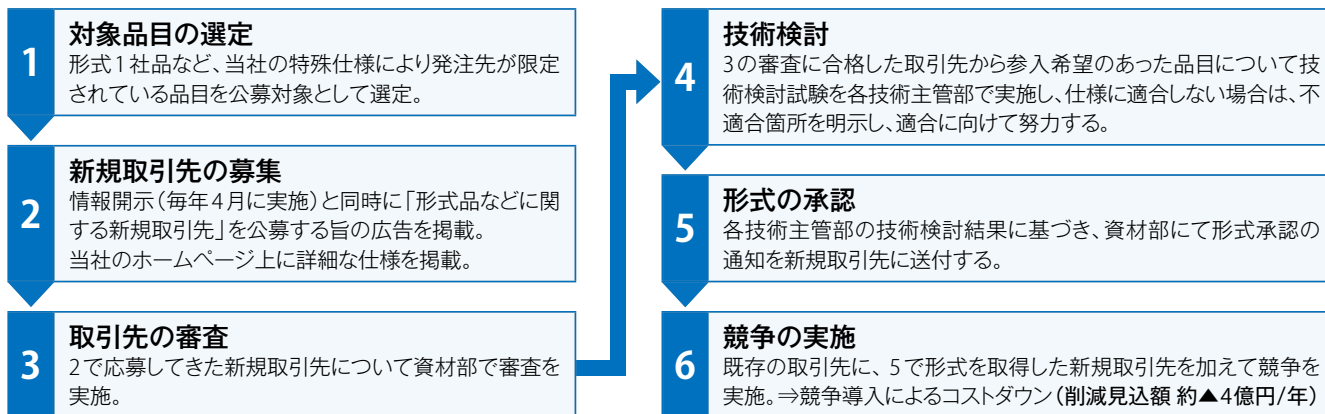 1
対象品目の選定
形式1社品など、当社の特殊仕様により発注先が限定
されている品目を公募対象として選定。
2
新規取引先の募集
情報開示(毎年4月に実施)と同時に「形式品などに関
する新規取引先」を公募する旨の広告を掲載。
当社のホームページ上に詳細な仕様を掲載。
3
取引先の審査
2で応募してきた新規取引先について資材部で審査を
実施。
4
技術検討
3の審査に合格した取引先から参入希望のあった品目について技
術検討試験を各技術主管部で実施し、仕様に適合しない場合は、不
適合箇所を明示し、適合に向けて努力する。
5
形式の承認
各技術主管部の技術検討結果に基づき、資材部にて形式承認の
通知を新規取引先に送付する。
6
競争の実施
既存の取引先に、5で形式を取得した新規取引先を加えて競争を
実施。⇒競争導入によるコストダウン(削減見込額 約▲4億円/年)